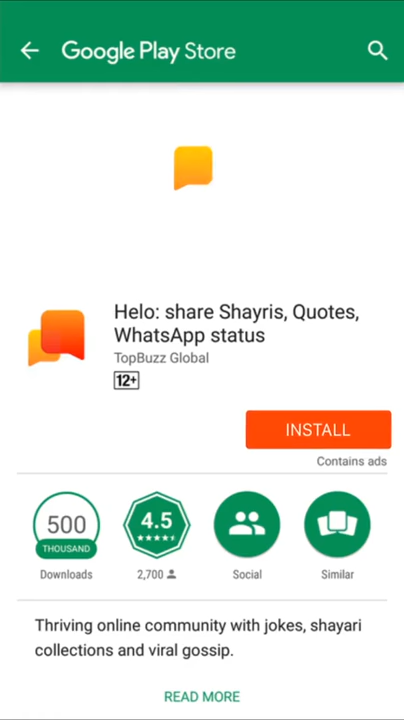 Google Play Store
Helo: share Shayris, Quotes,
WhatsApp status
TopBuzz Global
12+
INSTALL
Contains ads
500
THOUSAND
4.5
Downloads
2,700
Social
Similar
Thriving online community with jokes, shayari
collections and viral gossip.
READ MORE